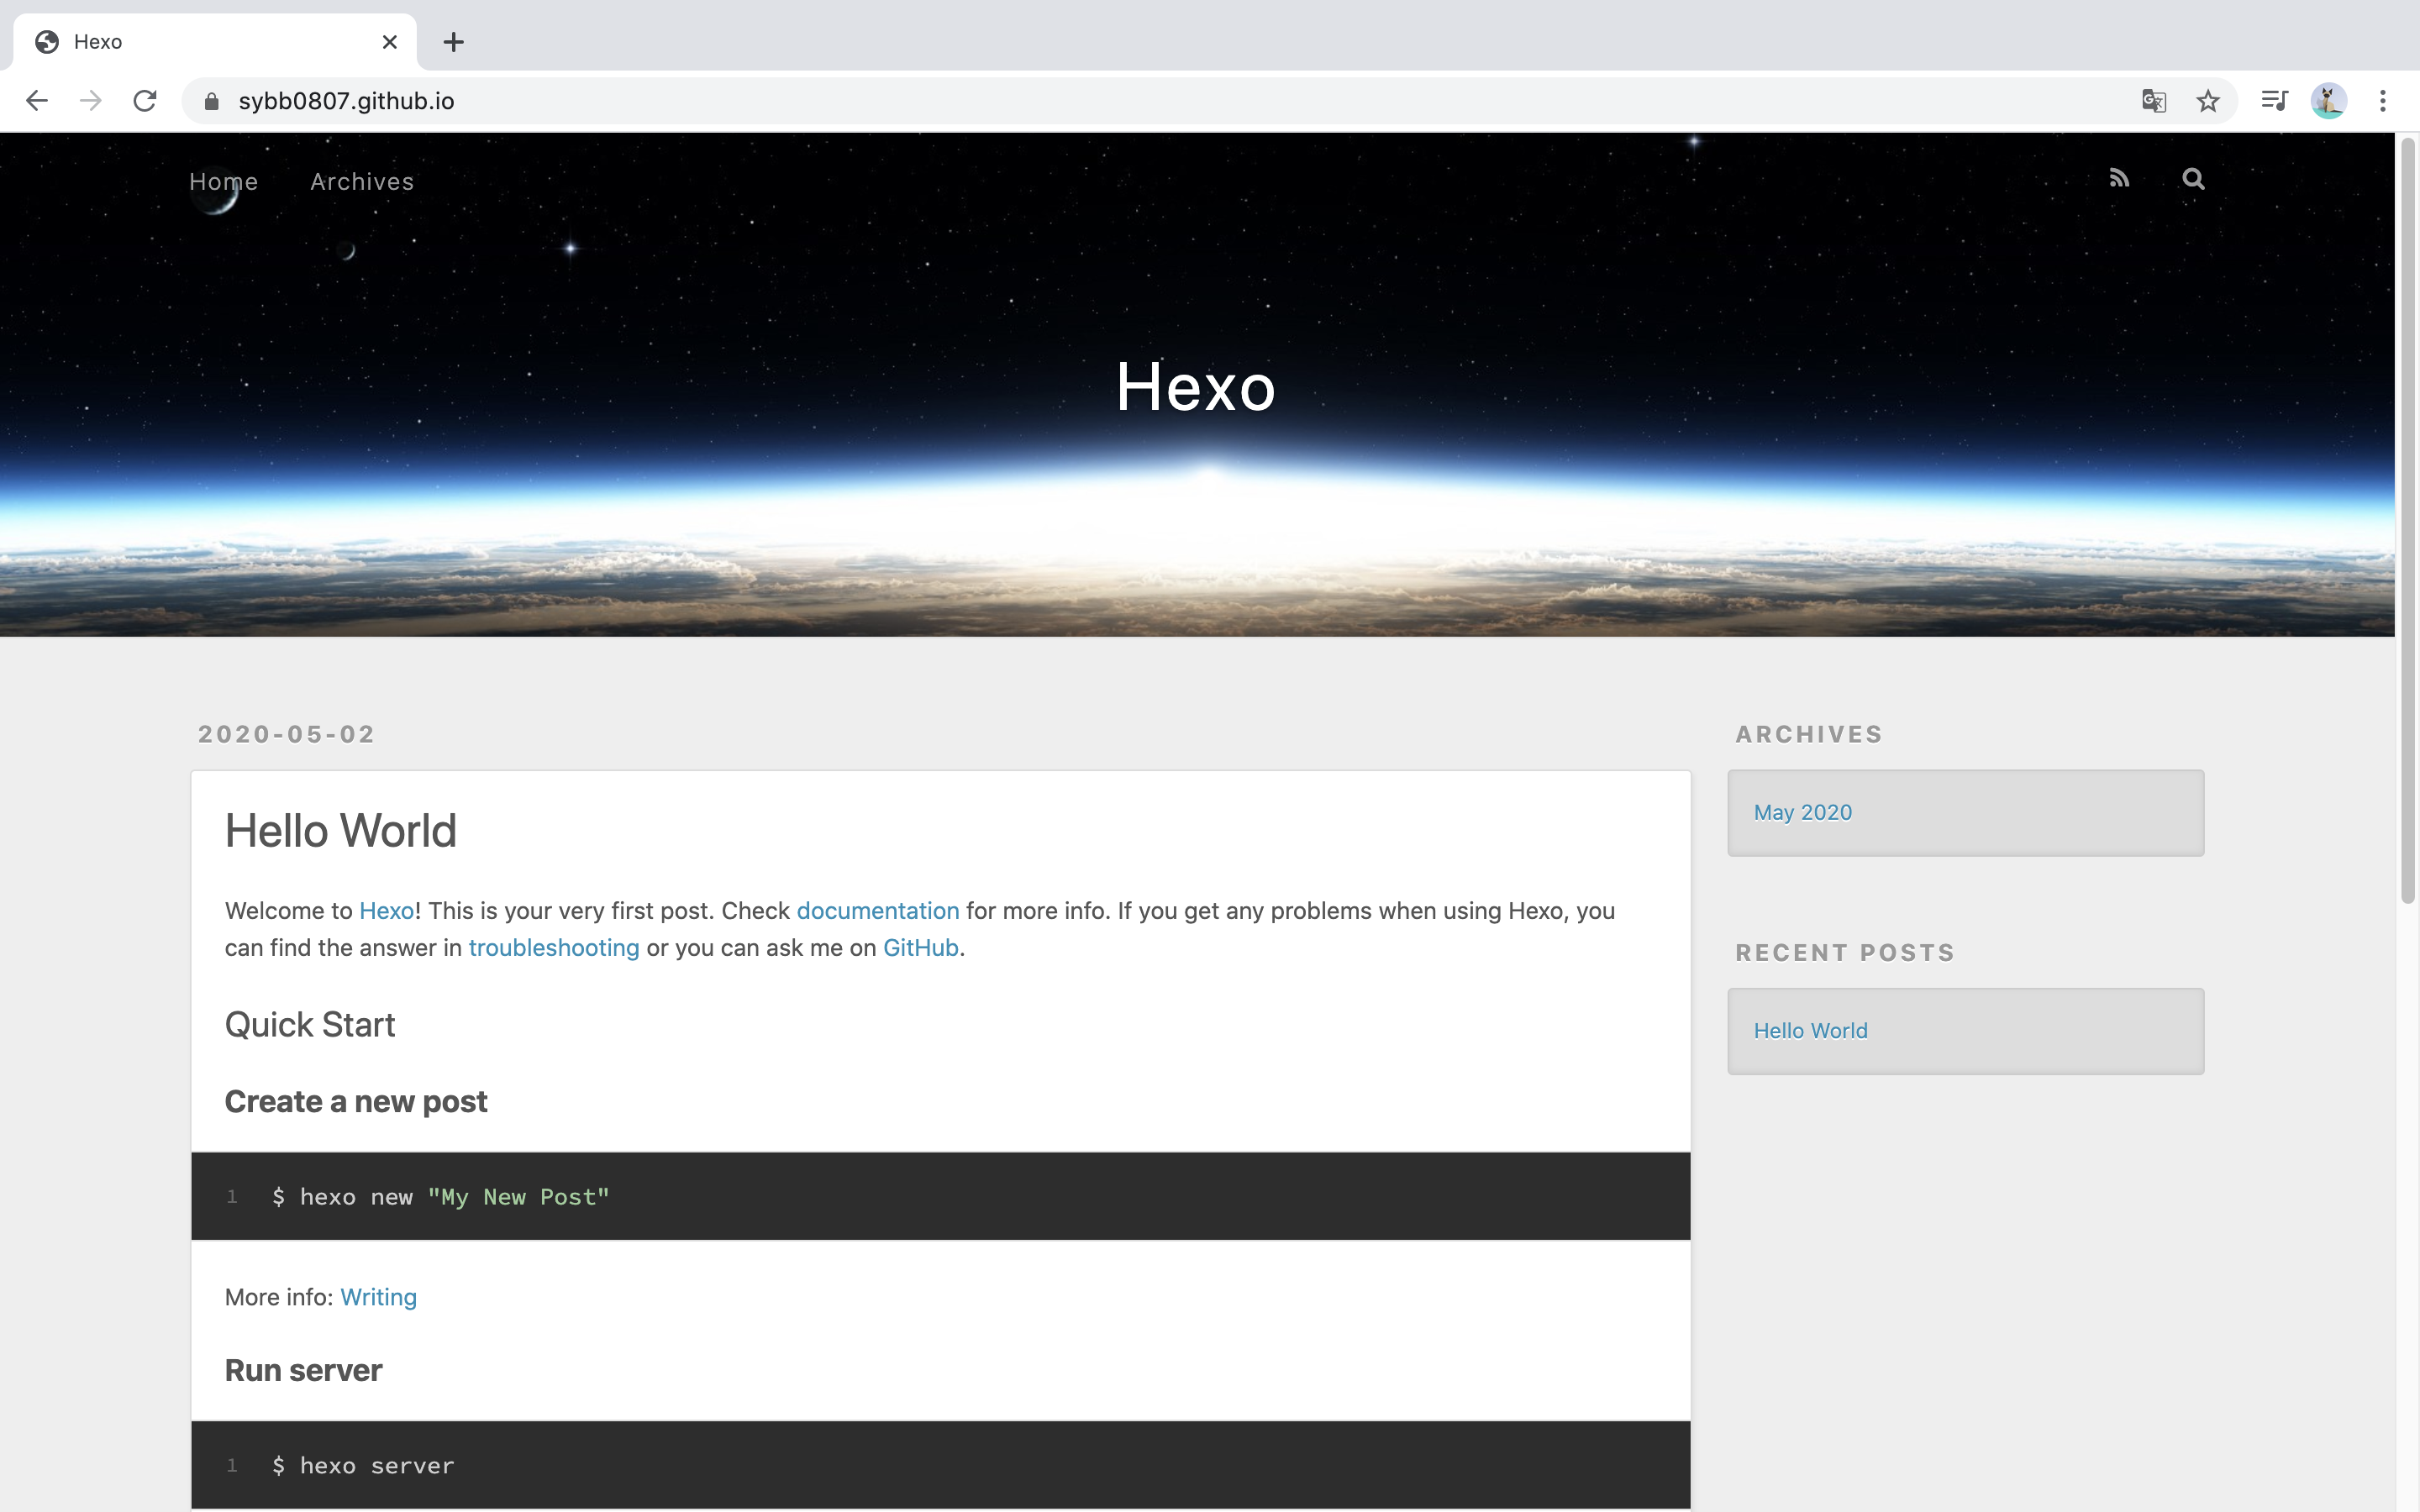 Hexo
sybb0807.github.io
Home Archives
Hexo
2020-05-02
Hello World
Welcome to Hexo! This is your very first post. Check documentation for more info. If you get any problems when using Hexo, you
can find the answer in troubleshooting or you can ask me on GitHub.
Quick Start
Create a new post
1 $ hexo new "My New Post"
More info: Writing
Run server
1 $ hexo server
ARCHIVES
May 2020
RECENT POSTS
Hello World